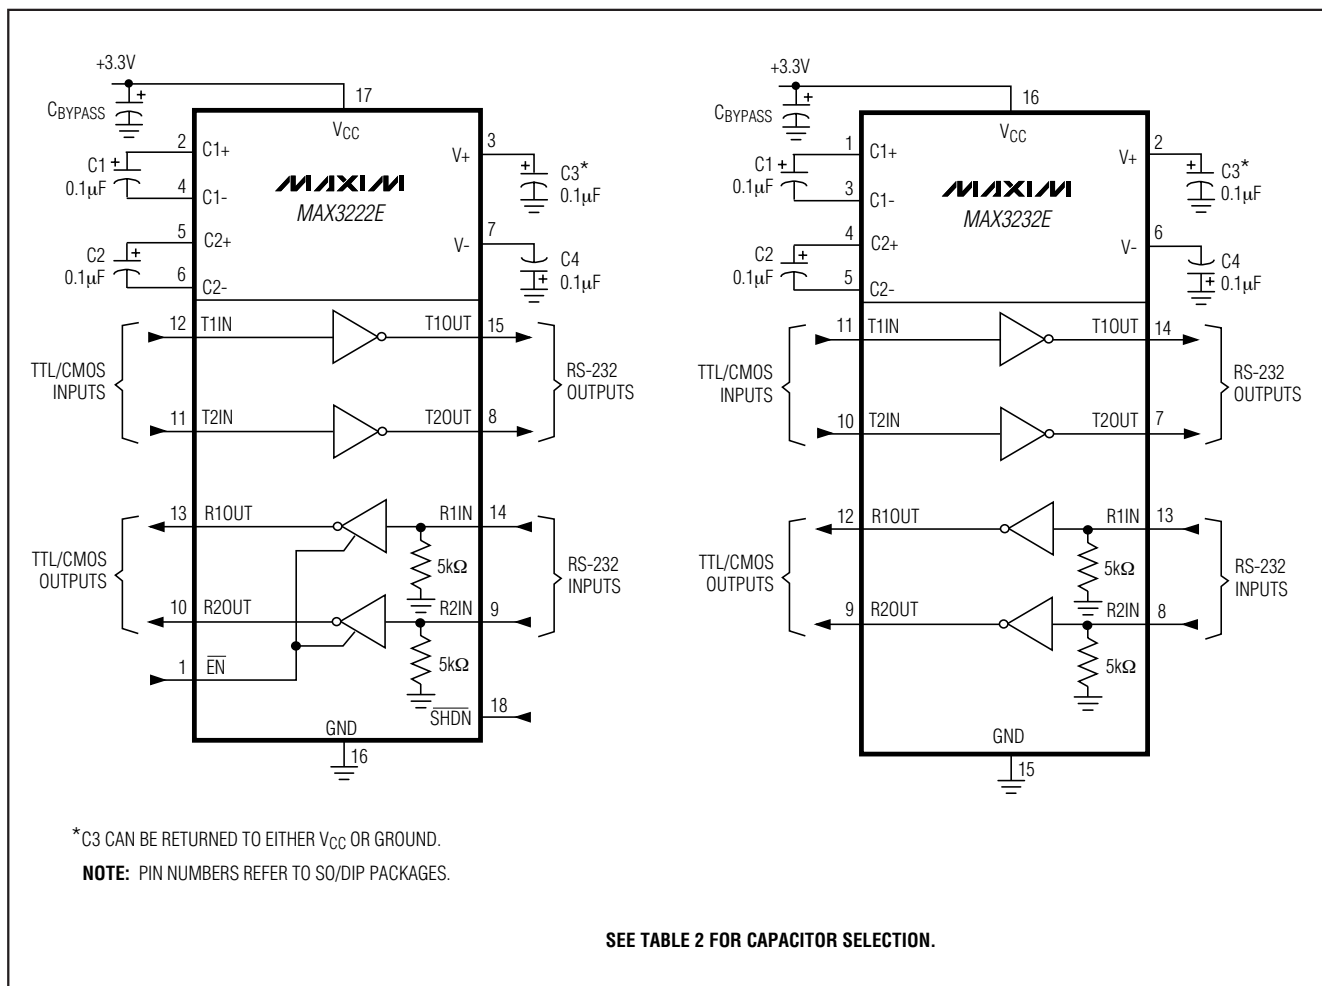 +3.3V
CBYPASS
+
17
VCC
2
C1+
C1
+
0.1µF
4
C1-
MAXIM
MAX3222E
3
V+
+
C3*
0.1µF
5
C2+
C2
+
0.1µF
6
C2-
7
V-
C4
+
0.1µF
TTL/CMOS
INPUTS
12
T1IN
T1OUT
15
11
T2IN
T2OUT
8
RS-232
OUTPUTS
TTL/CMOS
OUTPUTS
13
R1OUT
R1IN
14
5kΩ
10
R2OUT
R2IN
9
5kΩ
RS-232
INPUTS
1
EN
SHDN
18
GND
16
+3.3V
CBYPASS
+
16
VCC
1
C1+
C1
+
0.1µF
3
C1-
MAXIM
MAX3232E
2
V+
+
C3*
0.1µF
4
C2+
C2
+
0.1µF
5
C2-
6
V-
C4
+
0.1µF
TTL/CMOS
INPUTS
11
T1IN
T1OUT
14
10
T2IN
T2OUT
7
RS-232
OUTPUTS
TTL/CMOS
OUTPUTS
12
R1OUT
R1IN
13
5kΩ
9
R2OUT
R2IN
8
5kΩ
RS-232
INPUTS
GND
15
*C3 CAN BE RETURNED TO EITHER VCC OR GROUND.
NOTE: PIN NUMBERS REFER TO SO/DIP PACKAGES.
SEE TABLE 2 FOR CAPACITOR SELECTION.